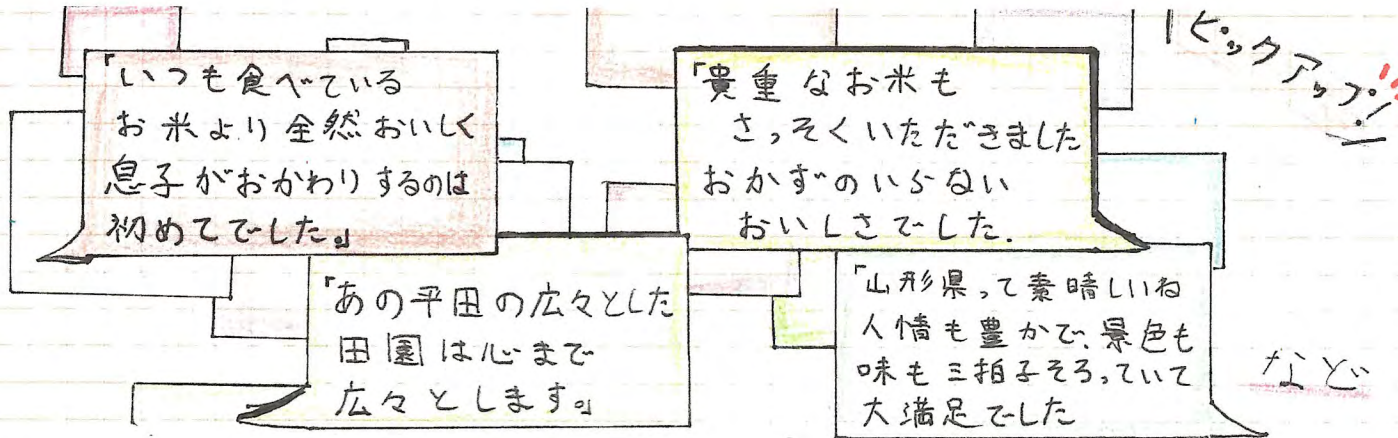 ピックアップ!!
「いつも食べている
お米より全然おいしく
息子がおかわりするのは
初めてでした。」
「貴重なお米も
さっそくいただきました
おかずのいらない
おいしさでした.
「あの平田の広々とした
田園は心まで
広々とします。」
「山形県って素晴しいね
人情も豊かで、景色も
味も三拍子そろっていて
大満足でした
など